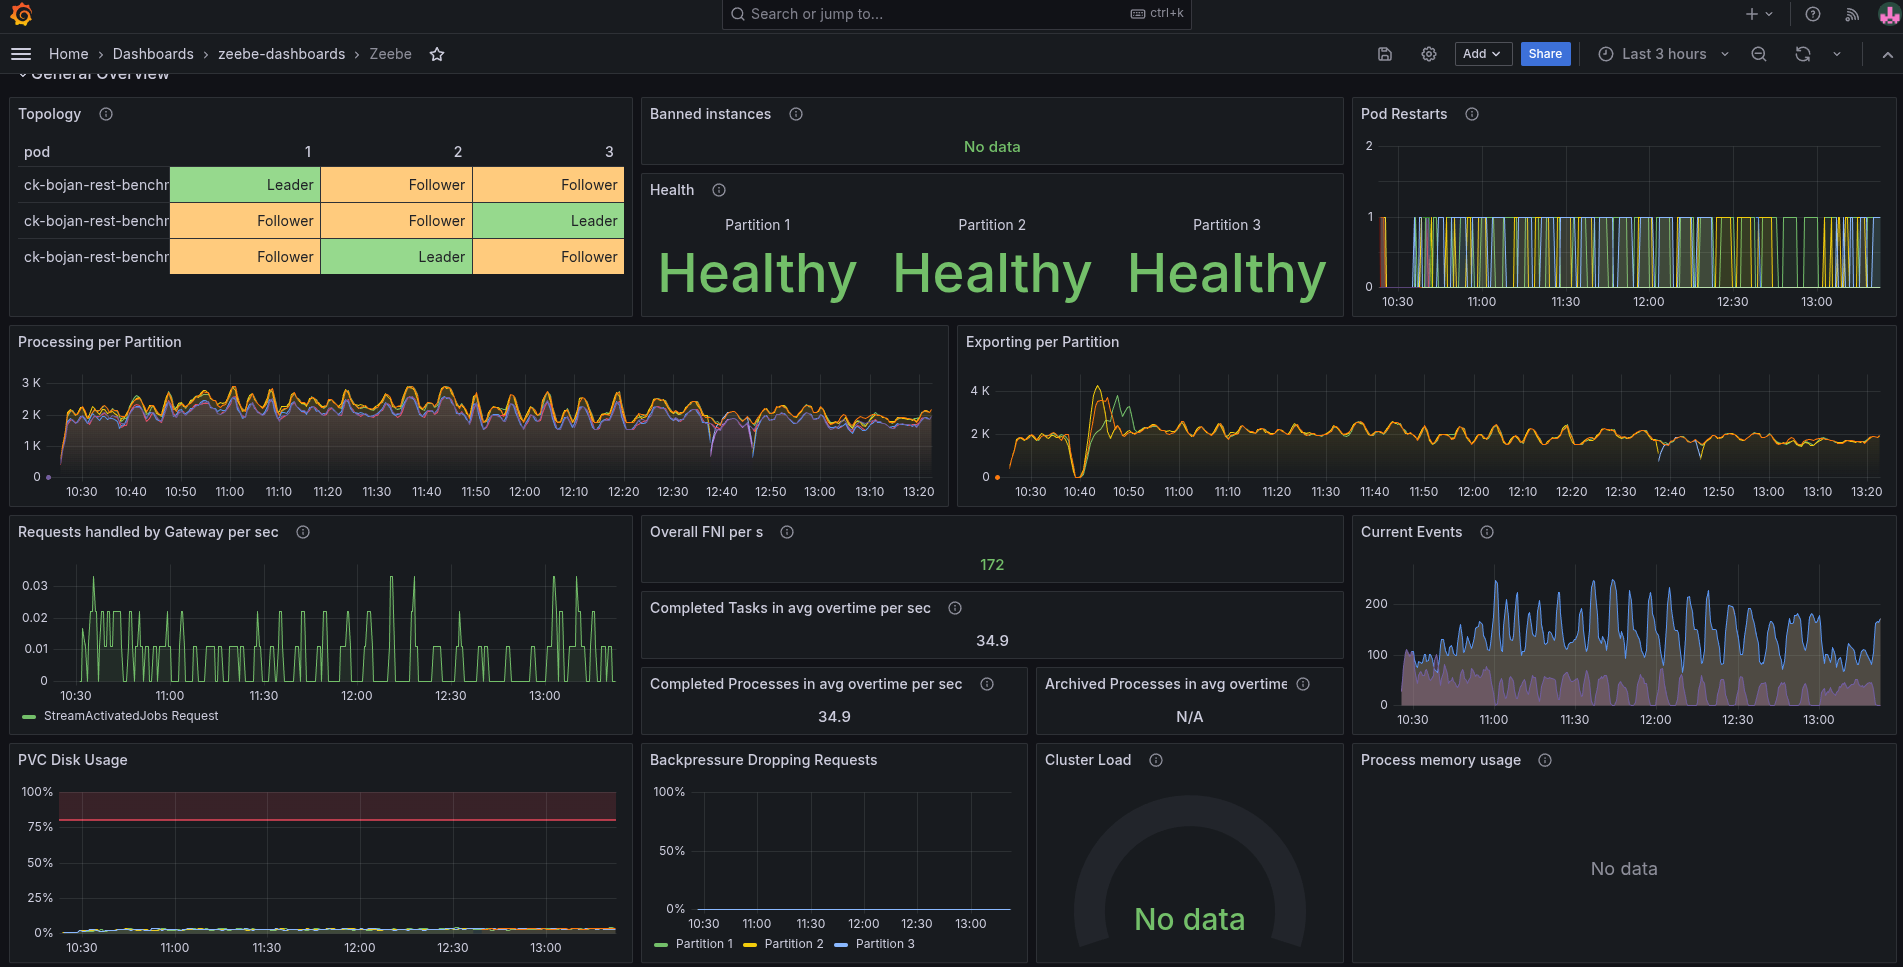 Search or jump to...
ctrl+k
Home › Dashboards › zeebe-dashboards › Zeebe
Add
Share
Last 3 hours
General Overview
Topology
pod 1 2 3
ck-bojan-rest-benchr Leader Follower Follower
ck-bojan-rest-benchr Follower Follower Leader
ck-bojan-rest-benchr Follower Leader Follower
Banned instances
No data
Health
Partition 1 Partition 2 Partition 3
Healthy Healthy Healthy
Pod Restarts
2
1
0
10:30 11:00 11:30 12:00 12:30 13:00
Processing per Partition
3 K
2 K
1 K
0
10:30 10:40 10:50 11:00 11:10 11:20 11:30 11:40 11:50 12:00 12:10 12:20 12:30 12:40 12:50 13:00 13:10 13:20
Exporting per Partition
4 K
2 K
0
10:30 10:40 10:50 11:00 11:10 11:20 11:30 11:40 11:50 12:00 12:10 12:20 12:30 12:40 12:50 13:00 13:10 13:20
Requests handled by Gateway per sec
0.03
0.02
0.01
0
10:30 11:00 11:30 12:00 12:30 13:00
StreamActivatedJobs Request
Overall FNI per s
172
Completed Tasks in avg overtime per sec
34.9
Completed Processes in avg overtime per sec
34.9
Archived Processes in avg overtime
N/A
Current Events
200
100
0
10:30 11:00 11:30 12:00 12:30 13:00
PVC Disk Usage
100%
75%
50%
25%
0%
10:30 11:00 11:30 12:00 12:30 13:00
Backpressure Dropping Requests
100%
50%
0%
10:30 11:00 11:30 12:00 12:30 13:00
Partition 1 Partition 2 Partition 3
Cluster Load
No data
Process memory usage
No data